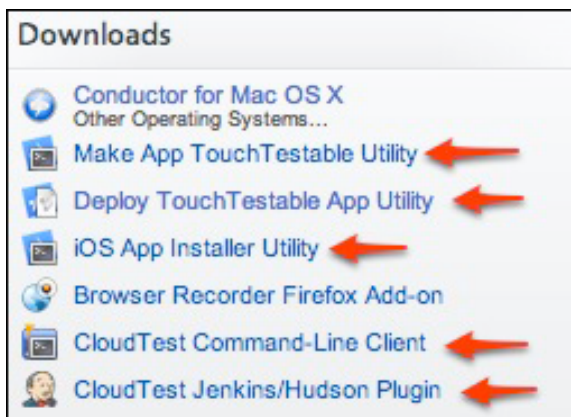 Downloads
Conductor for Mac OS X
Other Operating Systems...
Make App TouchTestable Utility
Deploy TouchTestable App Utility
iOS App Installer Utility
Browser Recorder Firefox Add-on
CloudTest Command-Line Client
CloudTest Jenkins/Hudson Plugin